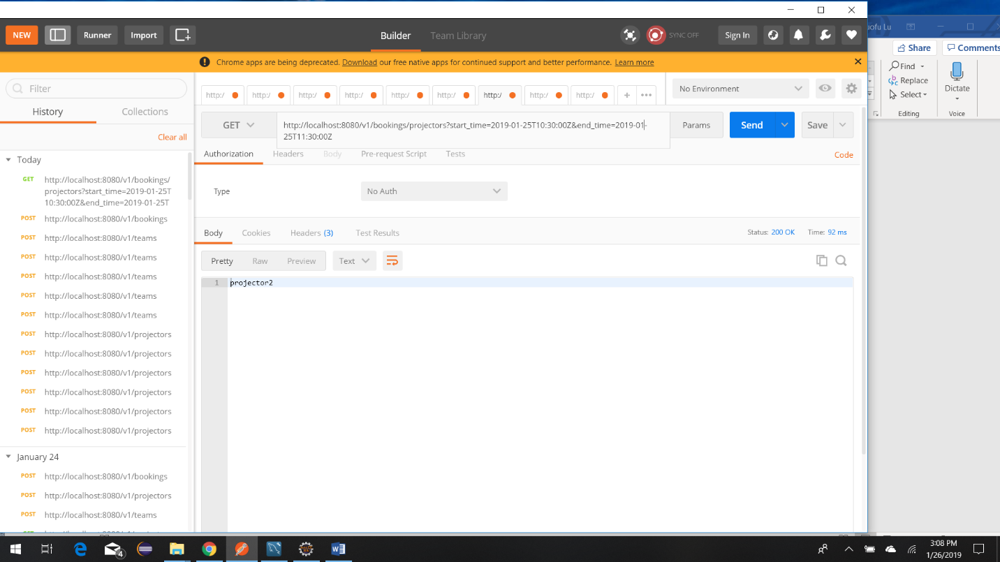 NEW
Runner
Import
Builder
Team Library
SYNC OFF
Sign In
Chrome apps are being deprecated. Download our free native apps for continued support and better performance. Learn more
Filter
History
Collections
Clear all
Today
GET http://localhost:8080/v1/bookings/
projectors?start_time=2019-01-25T
10:30:00Z&end_time=2019-01-25T
POST http://localhost:8080/v1/bookings
POST http://localhost:8080/v1/teams
POST http://localhost:8080/v1/teams
POST http://localhost:8080/v1/teams
POST http://localhost:8080/v1/teams
POST http://localhost:8080/v1/teams
POST http://localhost:8080/v1/projectors
POST http://localhost:8080/v1/projectors
POST http://localhost:8080/v1/projectors
POST http://localhost:8080/v1/projectors
POST http://localhost:8080/v1/projectors
POST http://localhost:8080/v1/projectors
January 24
POST http://localhost:8080/v1/bookings
POST http://localhost:8080/v1/projectors
POST http://localhost:8080/v1/teams
http:/ http:/ http:/ http:/ http:/ http:/ http:/ http:/ http:/
No Environment
GET
http://localhost:8080/v1/bookings/projectors?start_time=2019-01-25T10:30:00Z&end_time=2019-01-
25T11:30:00Z
Params
Send
Save
Authorization
Headers
Body
Pre-request Script
Tests
Code
Type
No Auth
Body
Cookies
Headers (3)
Test Results
Status: 200 OK
Time: 92 ms
Pretty
Raw
Preview
Text
1 projector2
Lu
Share
Comments
Find
Replace
Select
Editing
Dictate
Voice
4
3:08 PM
1/26/2019